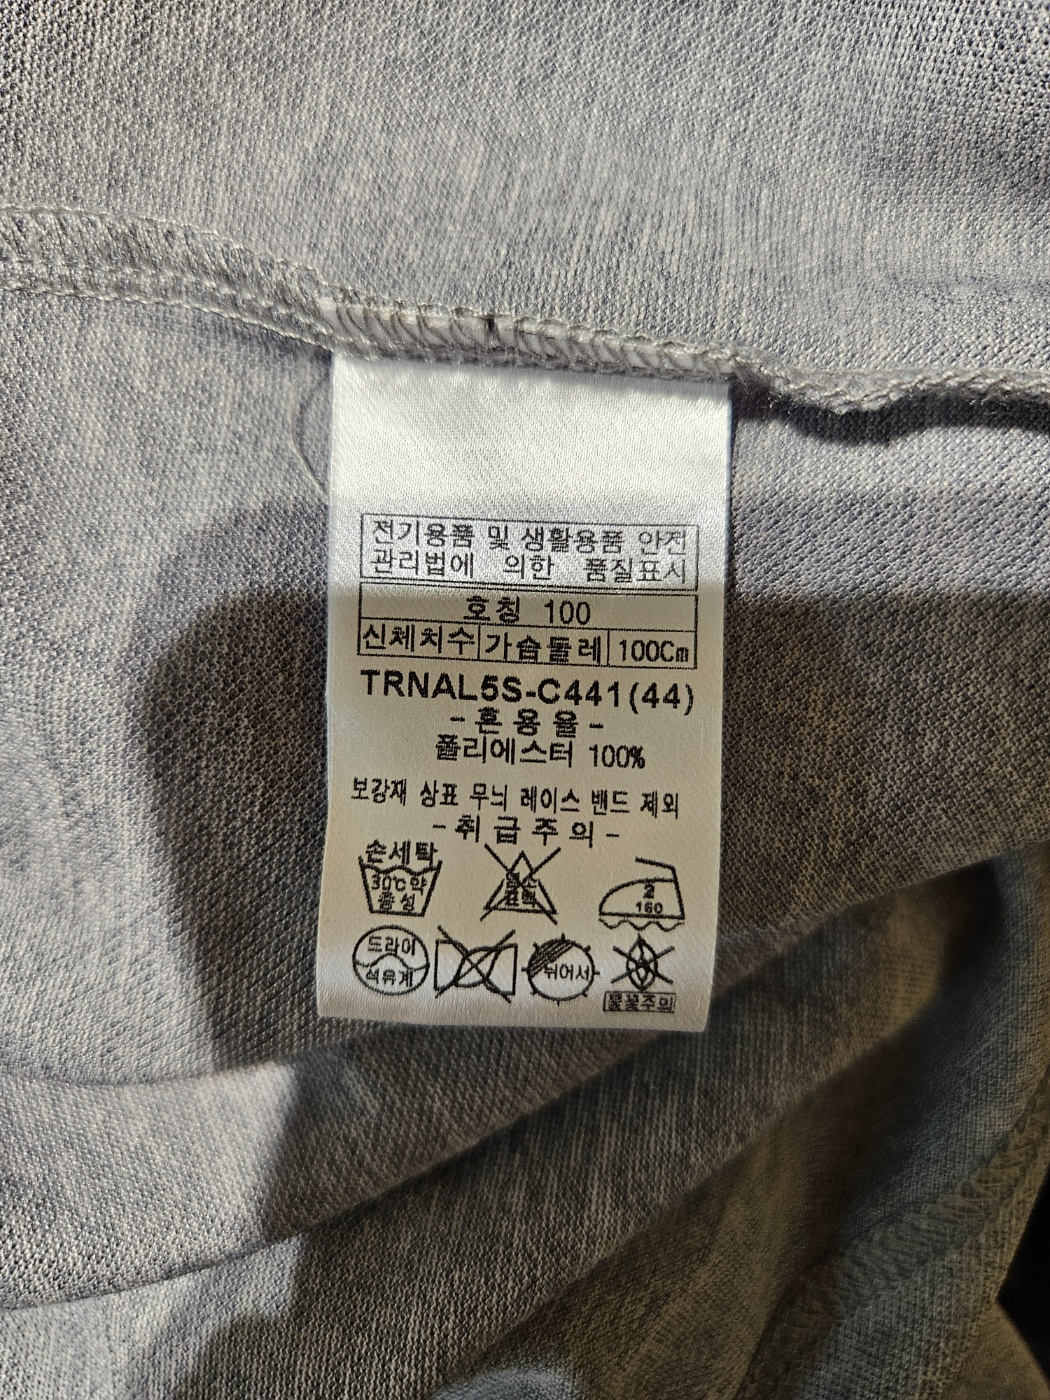 전기용품 및 생활용품 안전
관리법에 의한 품질표시
호칭 100
신체치수 가슴둘레 100Cm
TRNAL5S-C441(44)
-혼용율-
폴리에스터 100%
보강재 상표 무늬 레이스 밴드 제외
-취급주의-
손세탁
30℃약
중성
2
160
드라이
석유계
뉘어서
불꽃주의